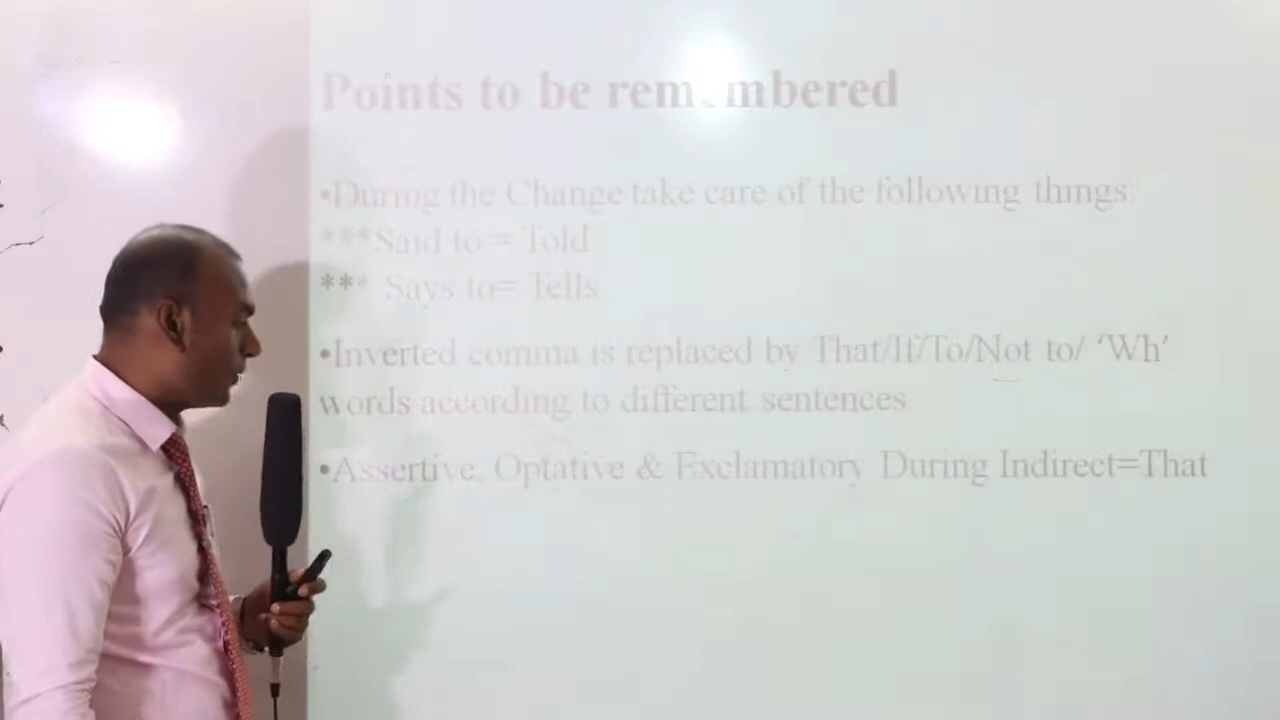 Points to be remembered
•During the Change take care of the following things:
***Said to = Told
*** Says to= Tells
•Inverted comma is replaced by That/If/To/Not to/ ‘Wh’
words according to different sentences
•Assertive, Optative & Exclamatory During Indirect=That